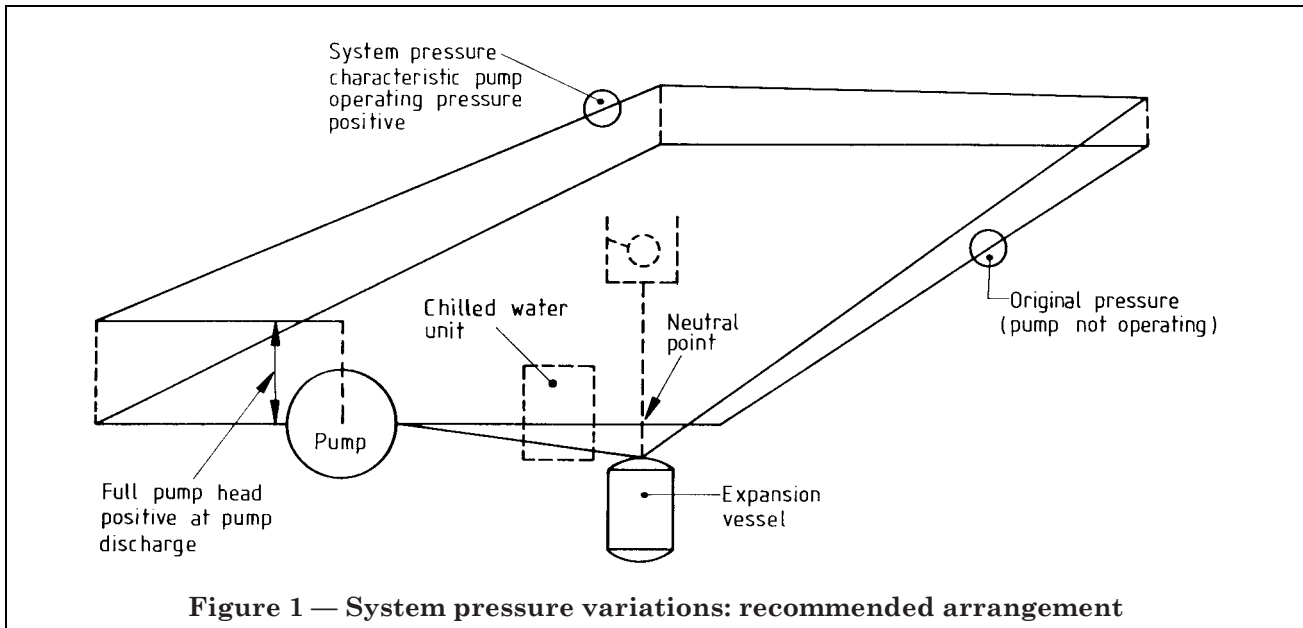 System pressure
characteristic pump
operating pressure
positive
Original pressure
(pump not operating)
Chilled water
unit
Neutral
point
Pump
Full pump head
positive at pump
discharge
Expansion
vessel
Figure 1 — System pressure variations: recommended arrangement